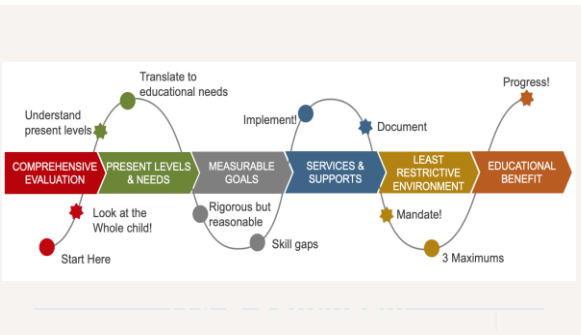 Translate to
educational needs
Progress!
Understand
present levels
Implement!
Document
COMPREHENSIVE
EVALUATION
PRESENT LEVELS
& NEEDS
MEASURABLE
GOALS
SERVICES &
SUPPORTS
LEAST
RESTRICTIVE
ENVIRONMENT
EDUCATIONAL
BENEFIT
Look at the
Whole child!
Rigorous but
reasonable
Mandate!
Start Here
Skill gaps
3 Maximums